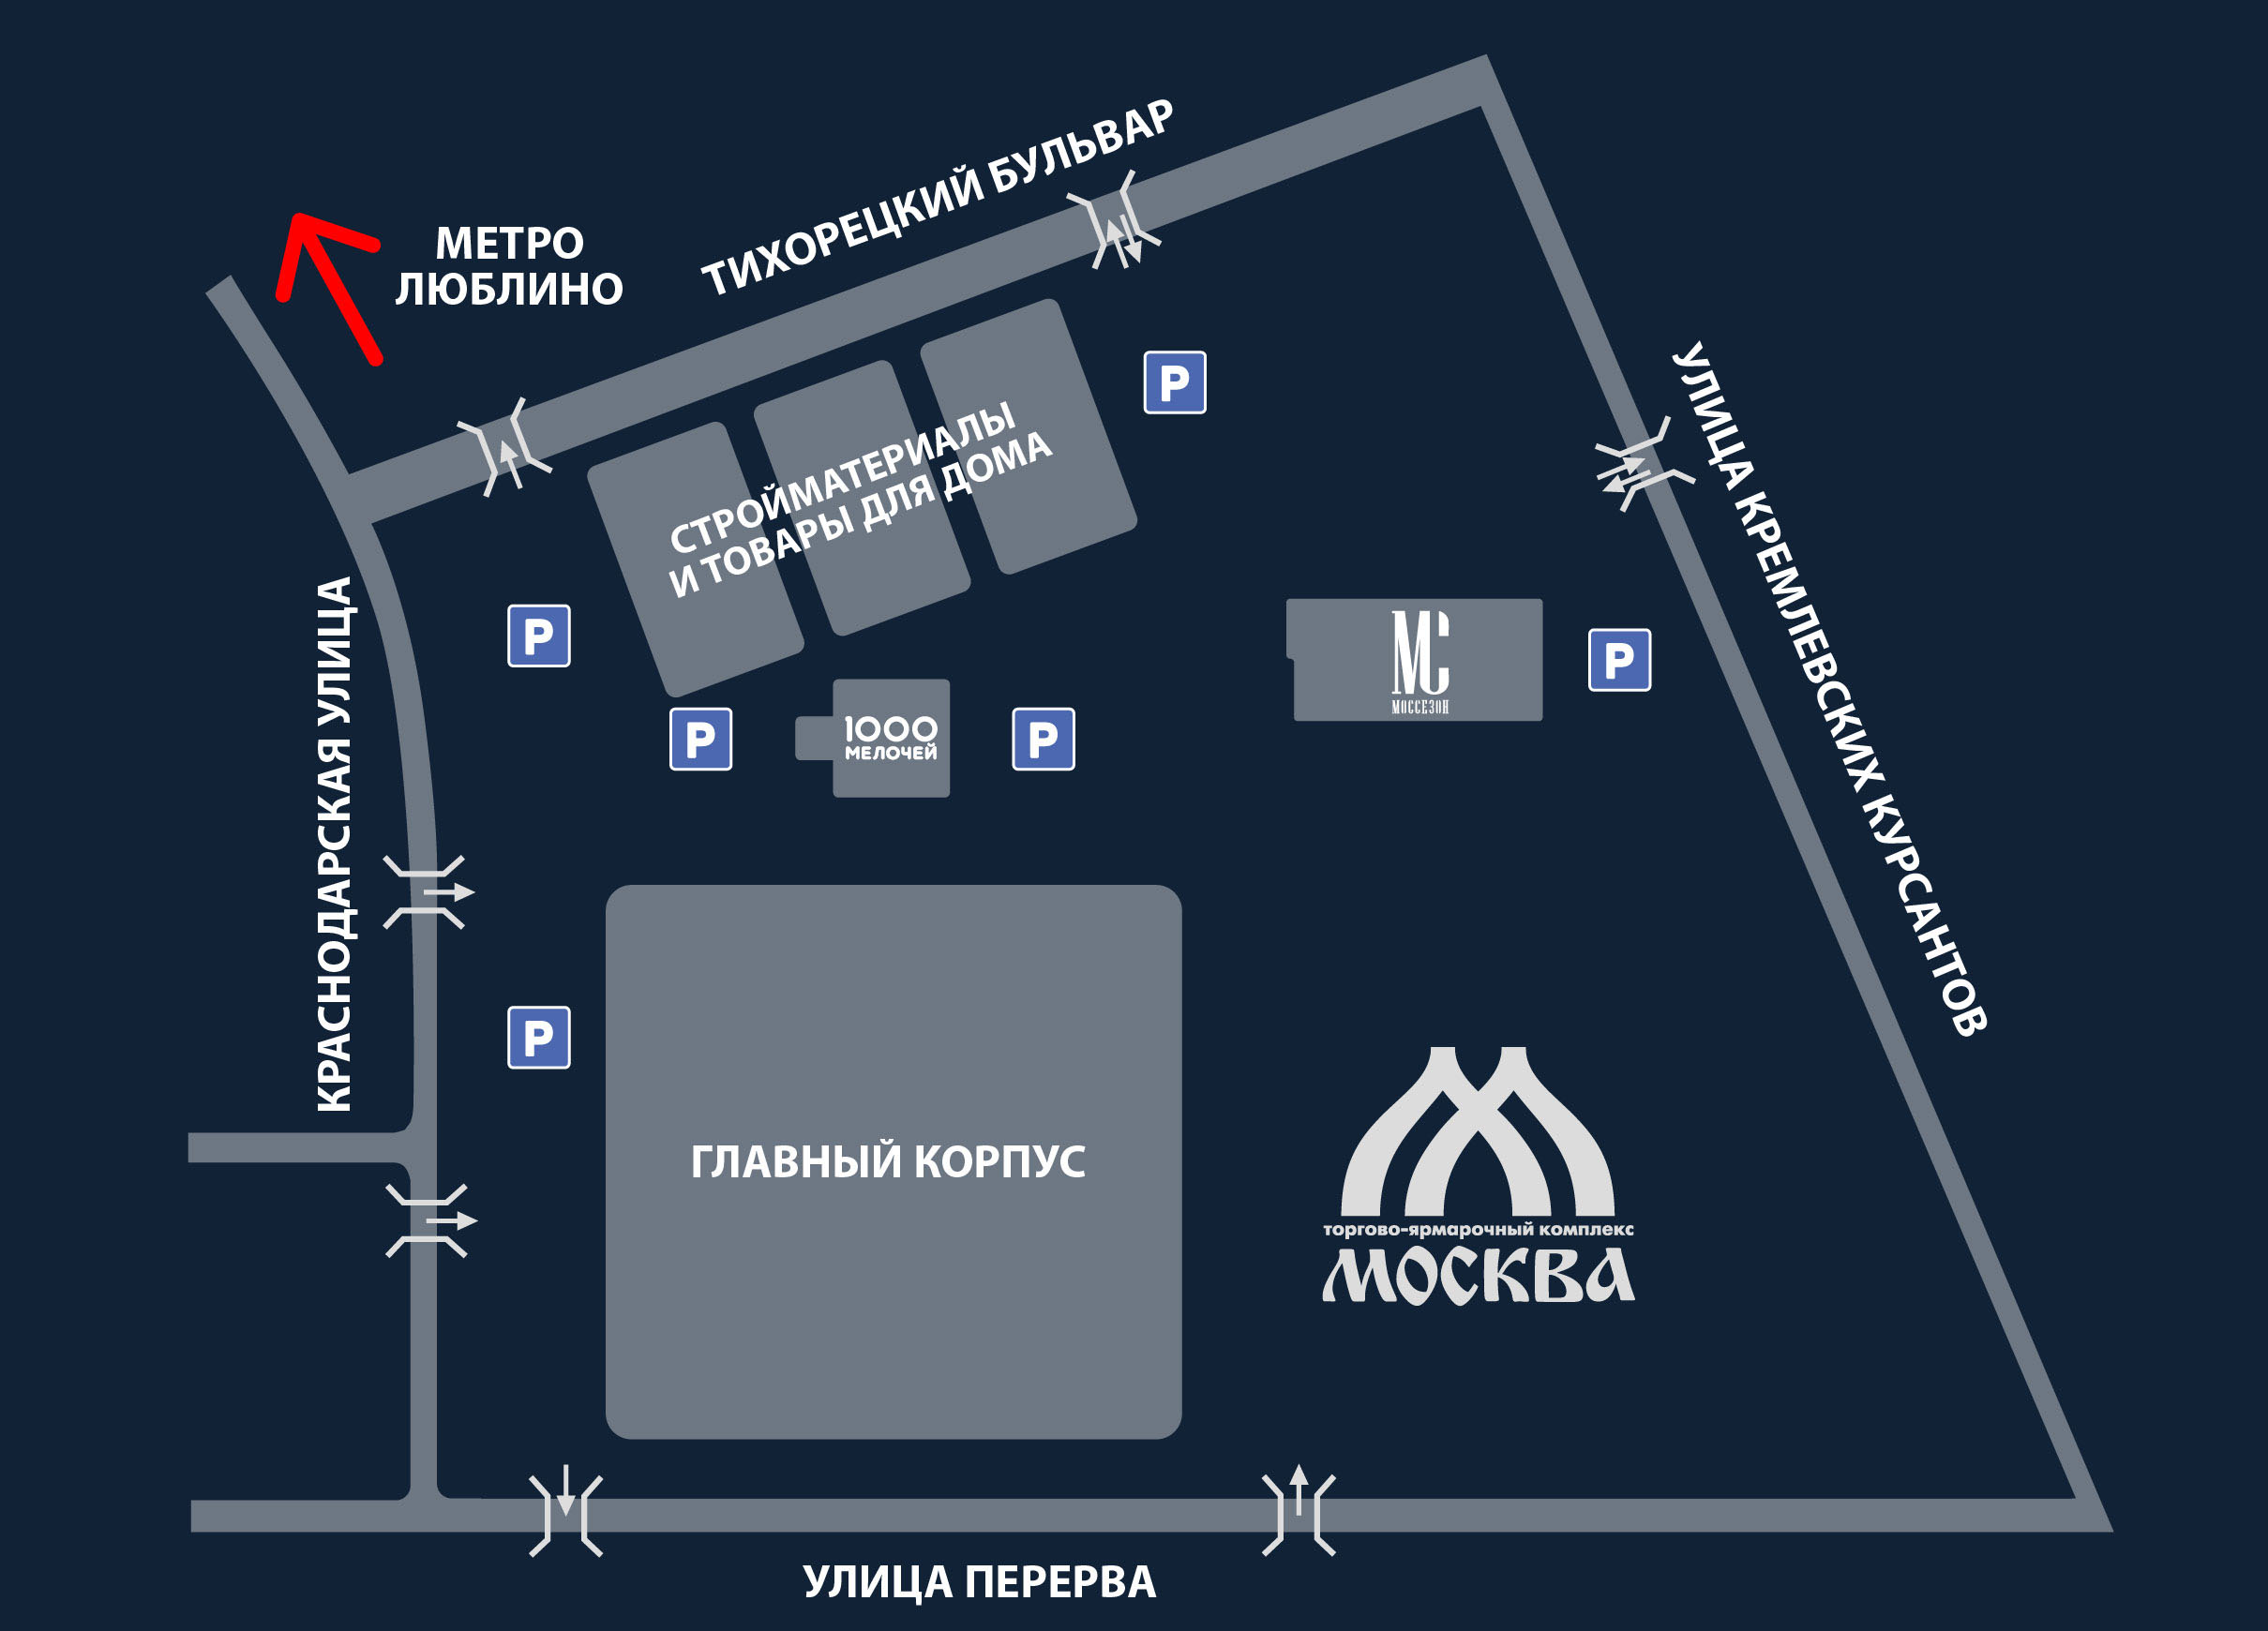 ТИХОРЕЦКИЙ БУЛЬВАР
МЕТРО
ЛЮБЛИНО
УЛИЦА КРЕМЛЕВСКИХ КУРСАНТОВ
P
СТРОЙМАТЕРИАЛЫ
И ТОВАРЫ ДЛЯ ДОМА
КРАСНОДАРСКАЯ УЛИЦА
P
МС
МОССЕЗОН
P
P
1000
МЕЛОЧЕЙ
P
P
ГЛАВНЫЙ КОРПУС
торгово-ярмарочный комплекс
МОСКВА
УЛИЦА ПЕРЕРВА